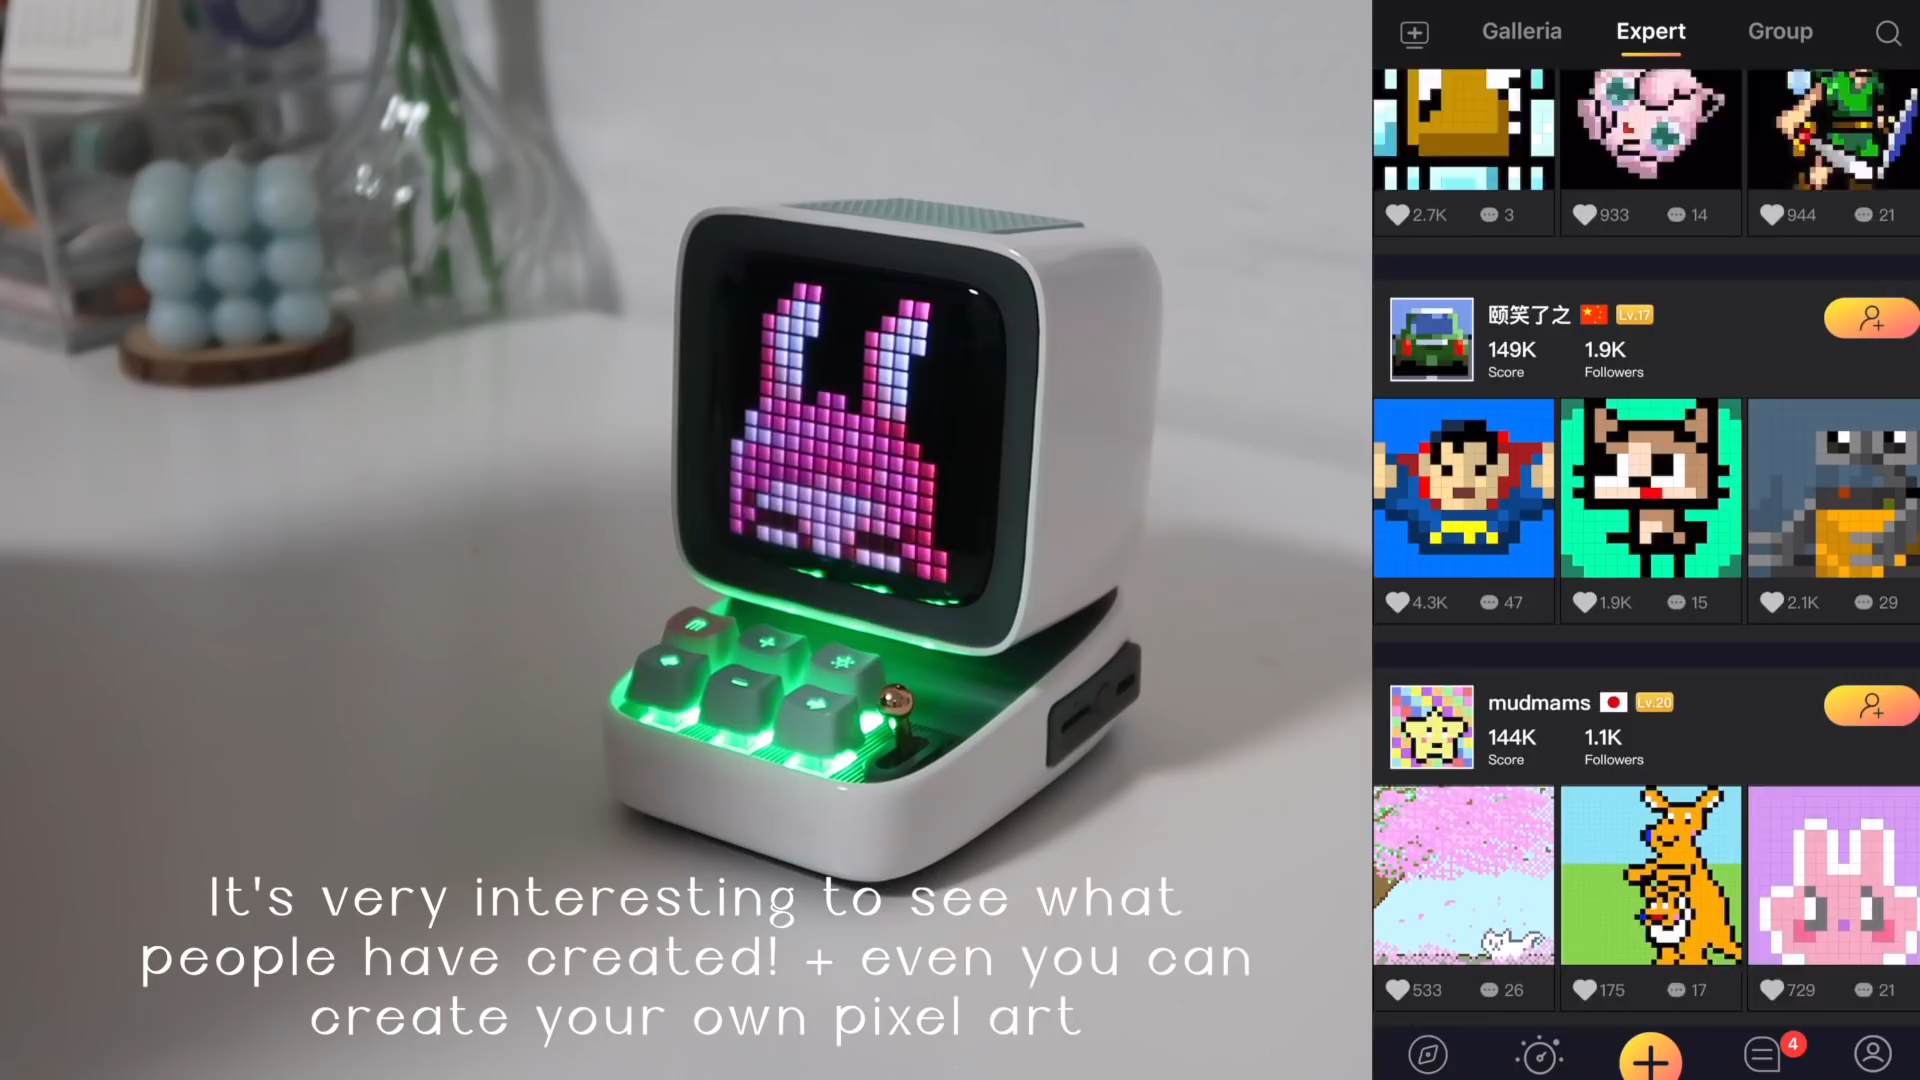 Galleria Expert Group
2.7K 3 933 14 944 21
颐笑了之 Lv.17
149K 1.9K
Score Followers
4.3K 47 1.9K 15 2.1K 29
mudmams Lv.20
144K 1.1K
Score Followers
533 26 175 17 729 21
4
m +
-
It's very interesting to see what
people have created! + even you can
create your own pixel art